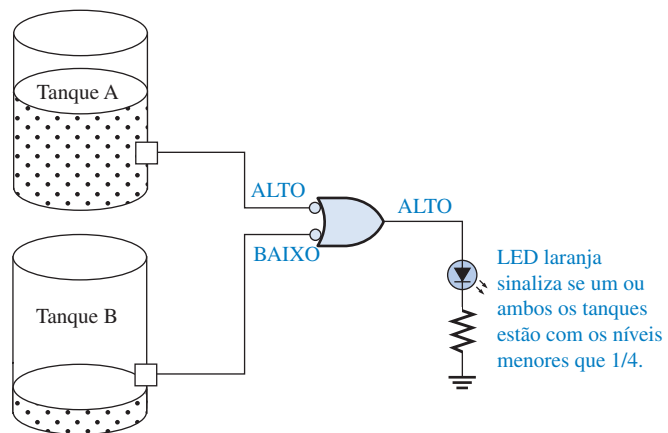 Tanque A
ALTO
ALTO
BAIXO
Tanque B
LED laranja
sinaliza se um ou
ambos os tanques
estão com os níveis
menores que 1/4.